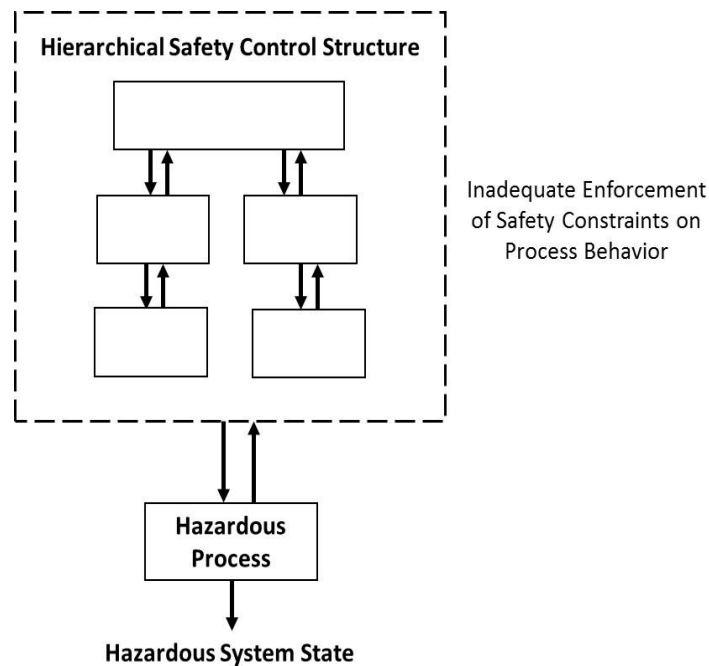 Hierarchical Safety Control Structure
Inadequate Enforcement
of Safety Constraints on
Process Behavior
Hazardous
Process
Hazardous System State